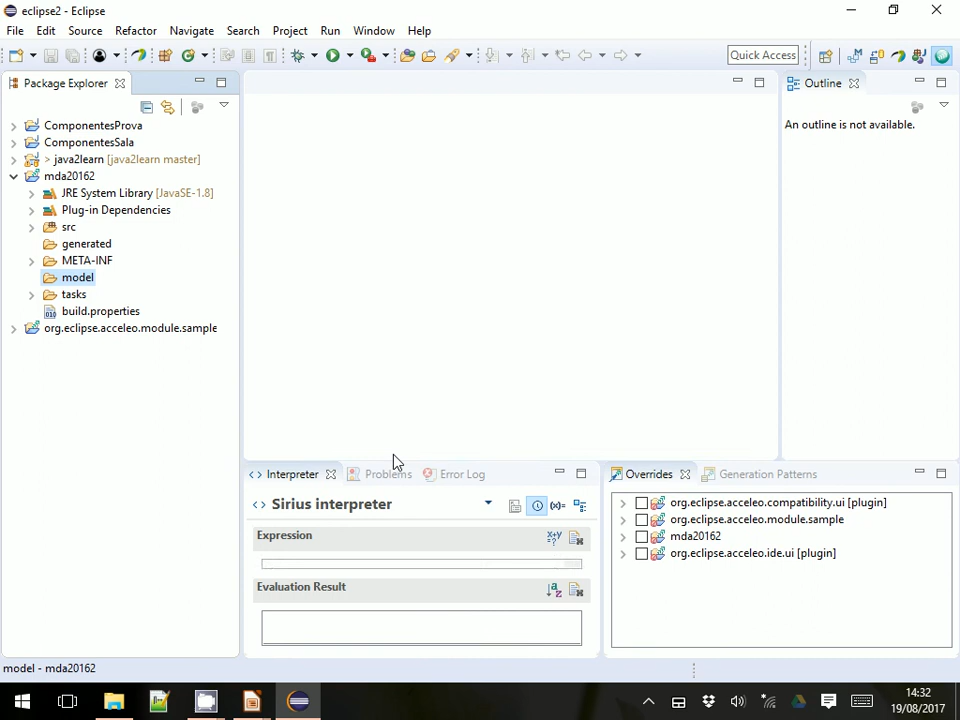 eclipse2 - Eclipse
File Edit Source Refactor Navigate Search Project Run Window Help
Quick Access
Package Explorer
Outline
ComponentesProva
ComponentesSala
> java2learn [java2learn master]
mda20162
JRE System Library [JavaSE-1.8]
Plug-in Dependencies
src
generated
META-INF
model
tasks
build.properties
org.eclipse.acceleo.module.sample
An outline is not available.
Interpreter Problems Error Log
Sirius interpreter
Expression
Evaluation Result
Overrides Generation Patterns
org.eclipse.acceleo.compatibility.ui [plugin]
org.eclipse.acceleo.module.sample
mda20162
org.eclipse.acceleo.ide.ui [plugin]
model - mda20162
14:32
19/08/2017